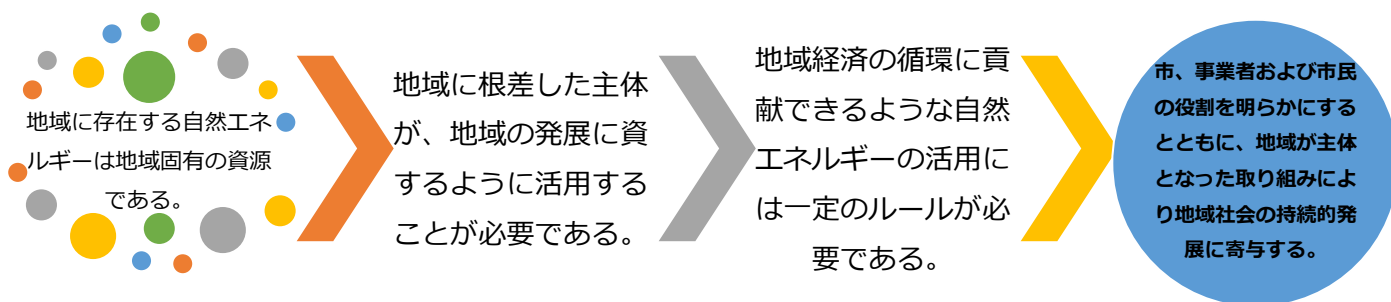 地域に存在する自然エネ
ルギーは地域固有の資源
である。
地域に根差した主体
が、地域の発展に資
するように活用する
ことが必要である。
地域経済の循環に貢
献できるような自然
エネルギーの活用に
は一定のルールが必
要である。
市、事業者および市民
の役割を明らかにする
とともに、地域が主体
となった取り組みによ
り地域社会の持続的発
展に寄与する。